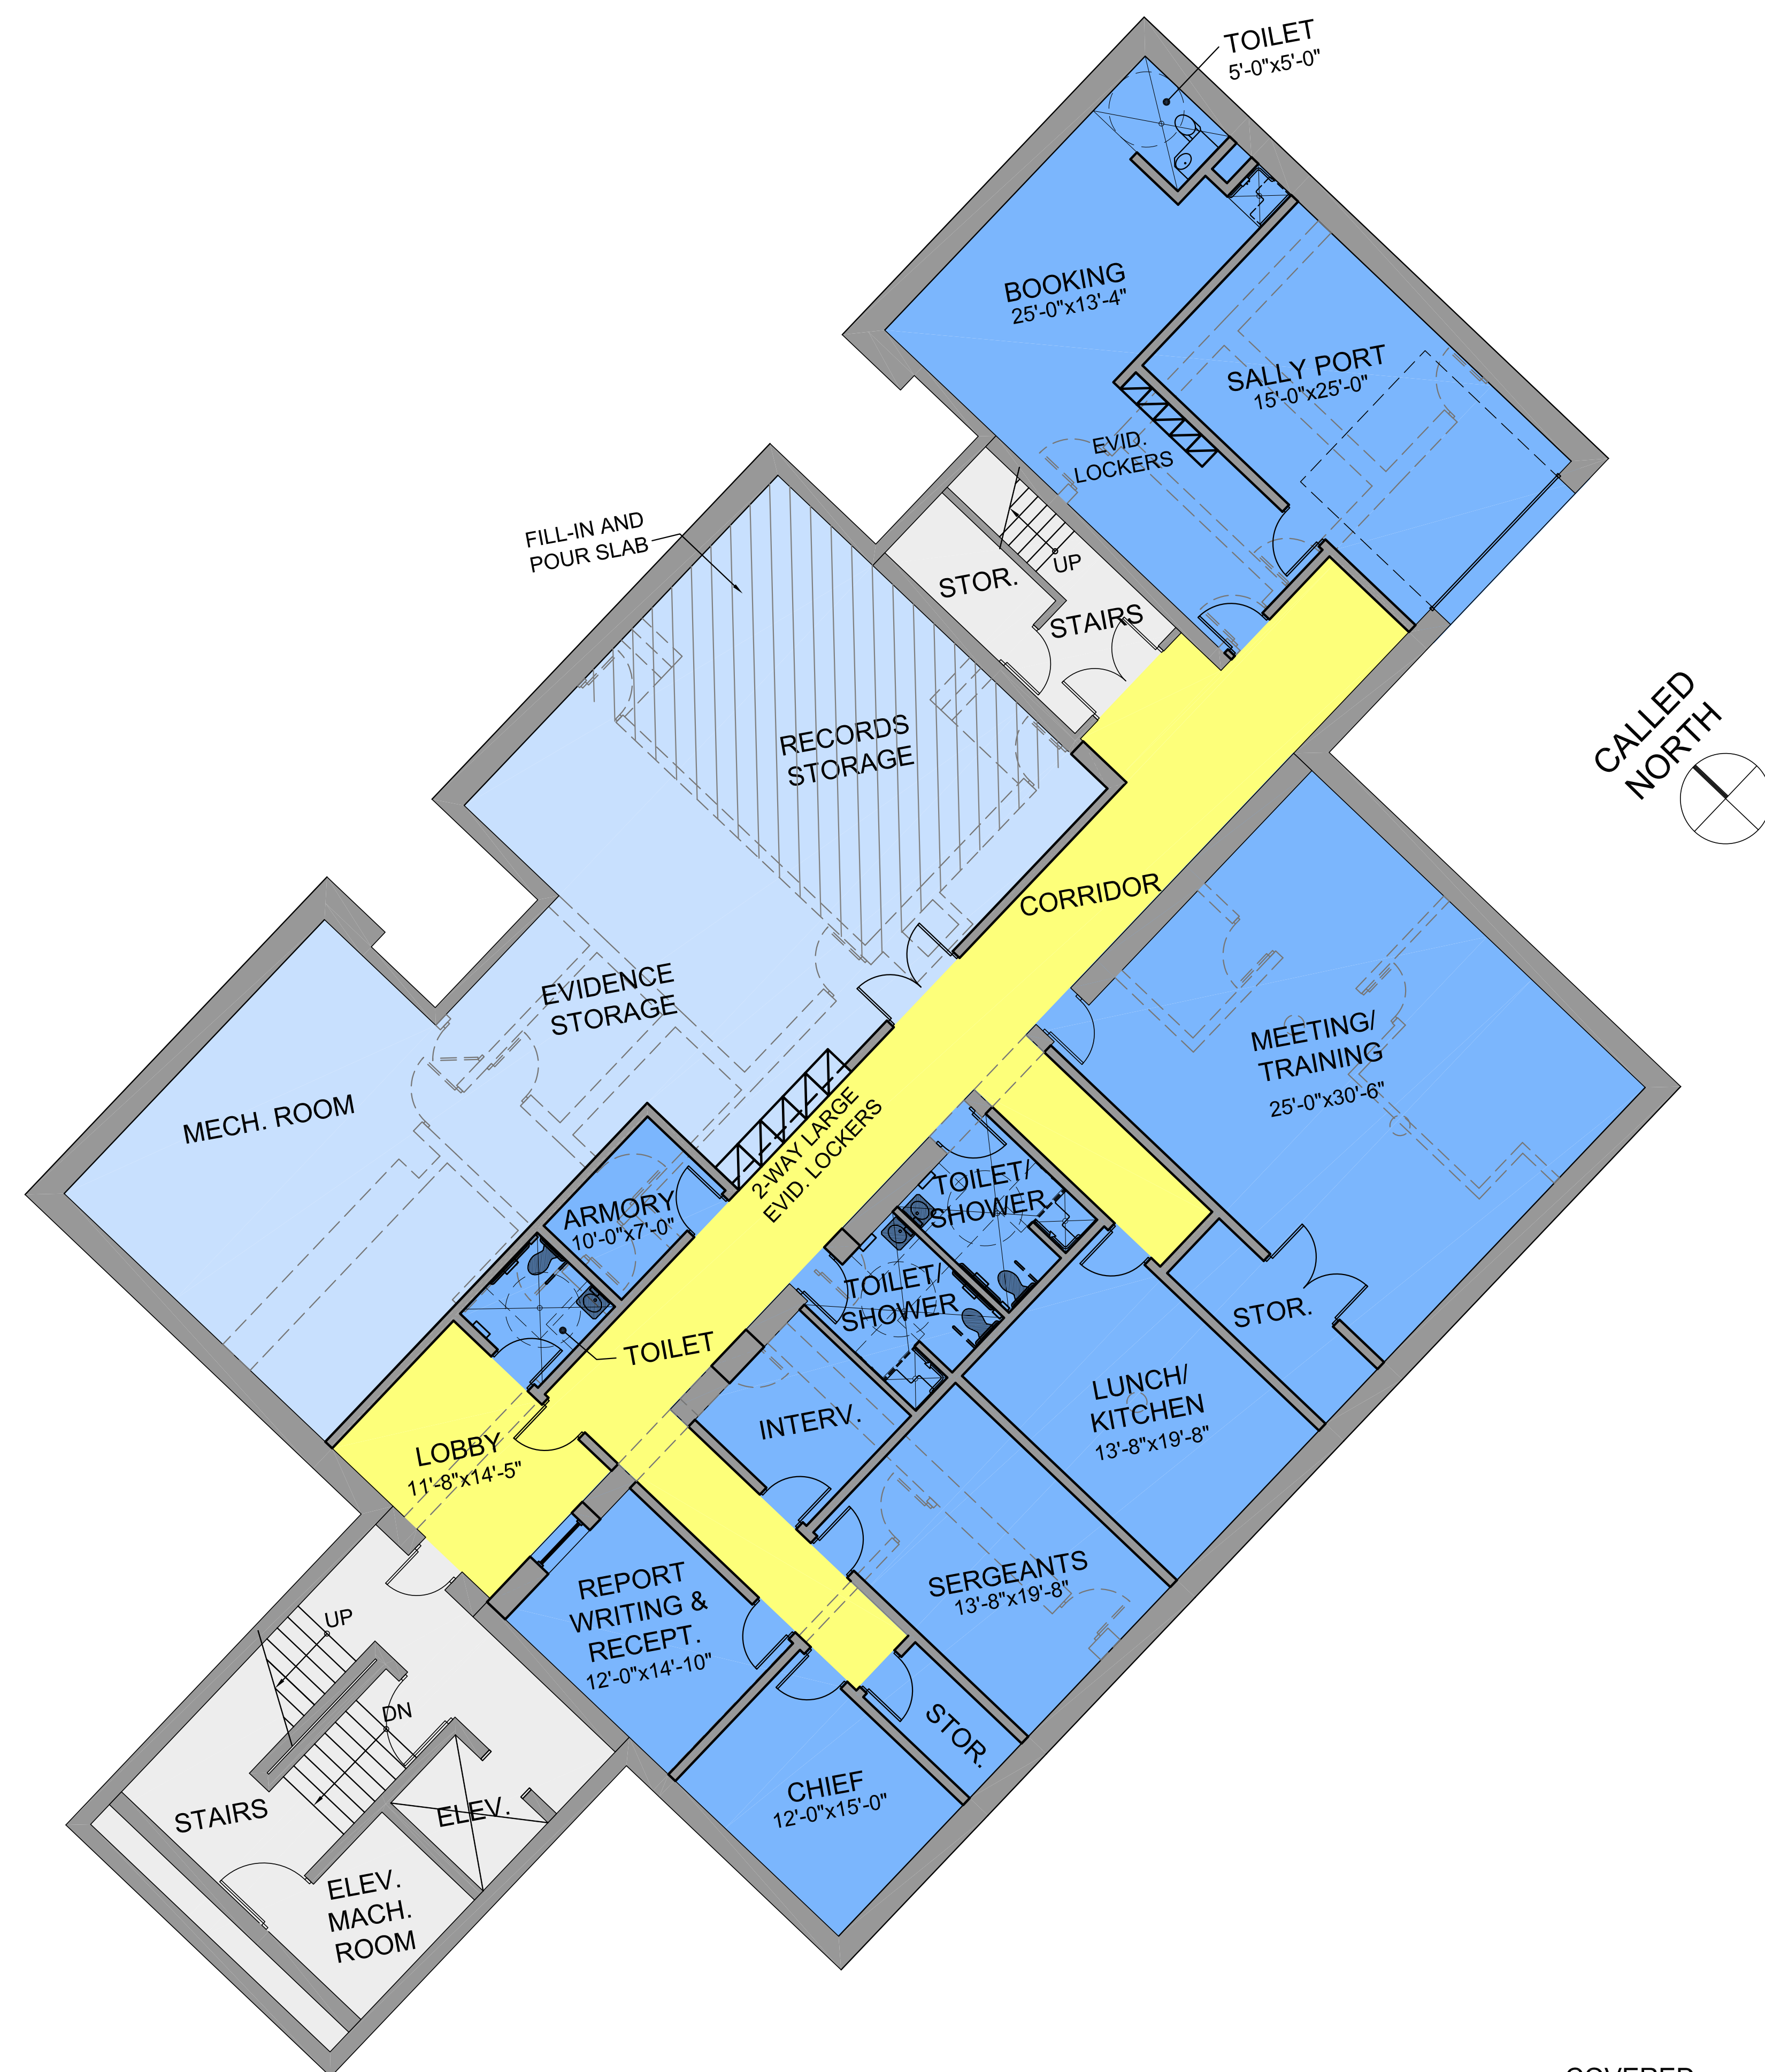 TOILET
5'-0"x5'-0"
BOOKING
25'-0"x13'-4"
SALLY PORT
15'-0"x25'-0"
EVID.
LOCKERS
FILL-IN AND
POUR SLAB
STOR.
UP
STAIRS
RECORDS
STORAGE
CALLED
NORTH
CORRIDOR
EVIDENCE
STORAGE
MEETING/
TRAINING
25'-0"x30'-6"
MECH. ROOM
2-WAY LARGE
EVID. LOCKERS
ARMORY
10'-0"x7'-0"
TOILET/
SHOWER
TOILET/
SHOWER
TOILET
STOR.
LUNCH/
KITCHEN
13'-8"x19'-8"
INTERV.
LOBBY
11'-8"x14'-5"
SERGEANTS
13'-8"x19'-8"
REPORT
WRITING &
RECEPT.
12'-0"x14'-10"
UP
DN
STOR.
CHIEF
12'-0"x15'-0"
STAIRS
ELEV.
ELEV.
MACH.
ROOM